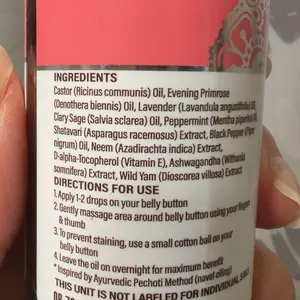 INGREDIENTS
Castor (Ricinus communis) Oil, Evening Primrose
(Oenothera biennis) Oil, Lavender (Lavandula angustifolia) Oil,
Clary Sage (Salvia sclarea) Oil, Peppermint (Mentha piperita) Oil,
Shatavari (Asparagus racemosus) Extract, Black Pepper (Piper
nigrum) Oil, Neem (Azadirachta indica) Extract,
D-alpha-Tocopherol (Vitamin E), Ashwagandha (Withania
somnifera) Extract, Wild Yam (Dioscorea villosa) Extract
DIRECTIONS FOR USE
1. Apply 1-2 drops on your belly button
2. Gently massage area around belly button using your fingers
& thumb
3. To prevent staining, use a small cotton ball on your
belly button
4. Leave the oil on overnight for maximum benefit
* Inspired by Ayurvedic Pechoti Method (navel oiling)
THIS UNIT IS NOT LABELED FOR INDIVIDUAL SALE